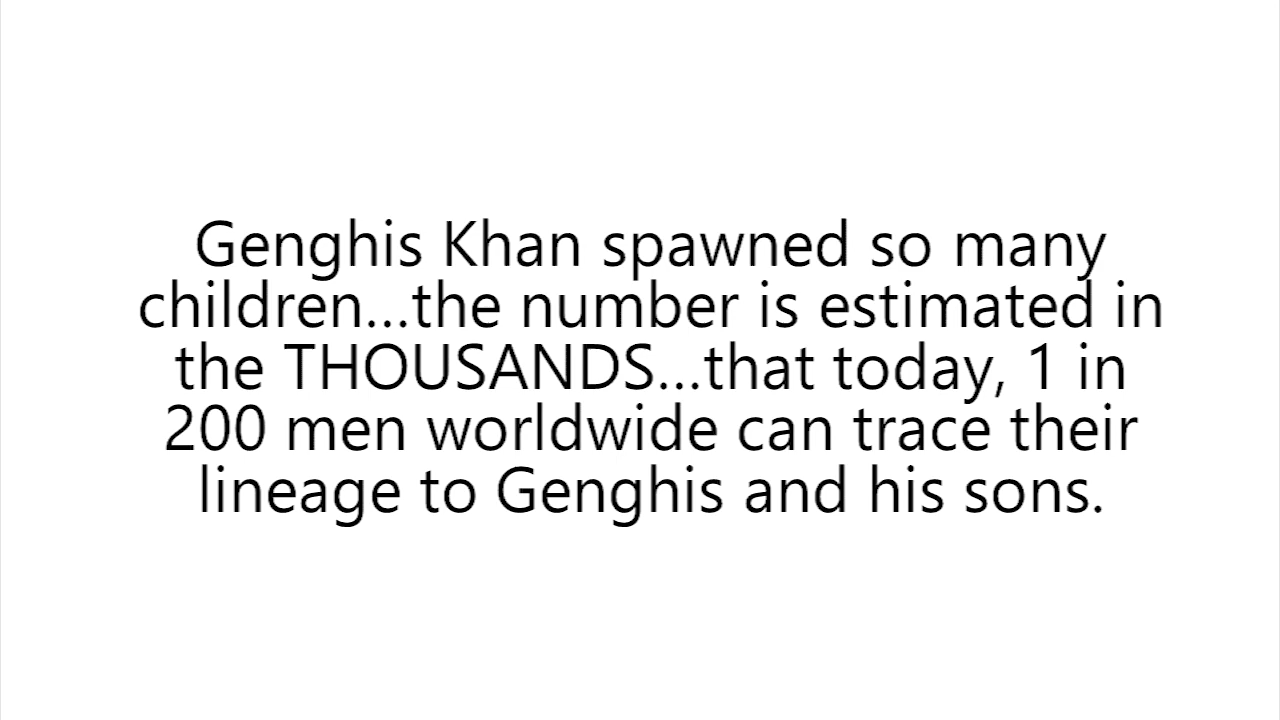 Genghis Khan spawned so many
children...the number is estimated in
the THOUSANDS...that today, 1 in
200 men worldwide can trace their
lineage to Genghis and his sons.